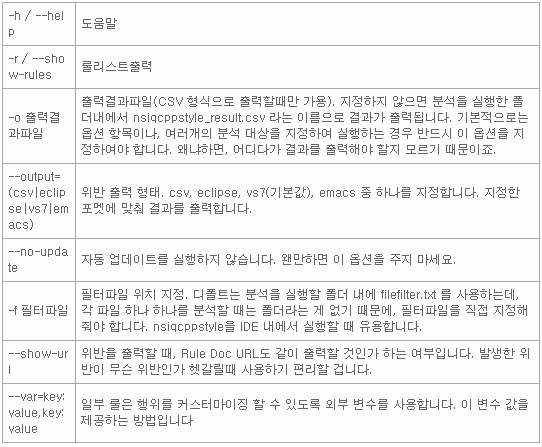 -h / --hel
p
도움말
-r / --sho
w-rules
룰리스트출력
-o 출력결
과파일
출력결과파일(CSV 형식으로 출력할때만 가용). 지정하지 않으면 분석을 실행한 폴
더내에서 nsiqcppstyle_result.csv 라는 이름으로 결과가 출력됩니다. 기본적으로는
옵션 항목이나, 여러개의 분석 대상을 지정하여 실행하는 경우 반드시 이 옵션을 지
정하여야 합니다. 왜냐하면, 어디다가 결과를 출력해야 할지 모르기 때문이죠.
--output=
(csv|eclip
se|vs7|em
acs)
위반 출력 형태. csv, eclipse, vs7(기본값), emacs 중 하나를 지정합니다. 지정한
포멧에 맞춰 결과를 출력합니다.
--no-upda
te
자동 업데이트를 실행하지 않습니다. 왠만하면 이 옵션을 주지 마세요.
-f 필터파일
필터파일 위치 지정. 디폴트는 분석을 실행할 폴더 내에 filefilter.txt 를 사용하는데,
각 파일 하나 하나를 분석할 때는 폴더라는 게 없기 때문에, 필터파일을 직접 지정해
줘야 합니다. nsiqcppstyle을 IDE 내에서 실행할 때 유용합니다.
--show-ur
l
위반을 출력할 때, Rule Doc URL도 같이 출력할 것인가 하는 여부입니다. 발생한 위
반이 무슨 위반인가 헷갈릴때 사용하기 편리할 겁니다.
--var=key:
value,key:
value
일부 룰은 행위를 커스터마이징 할 수 있도록 외부 변수를 사용합니다. 이 변수 값을
제공하는 방법입니다